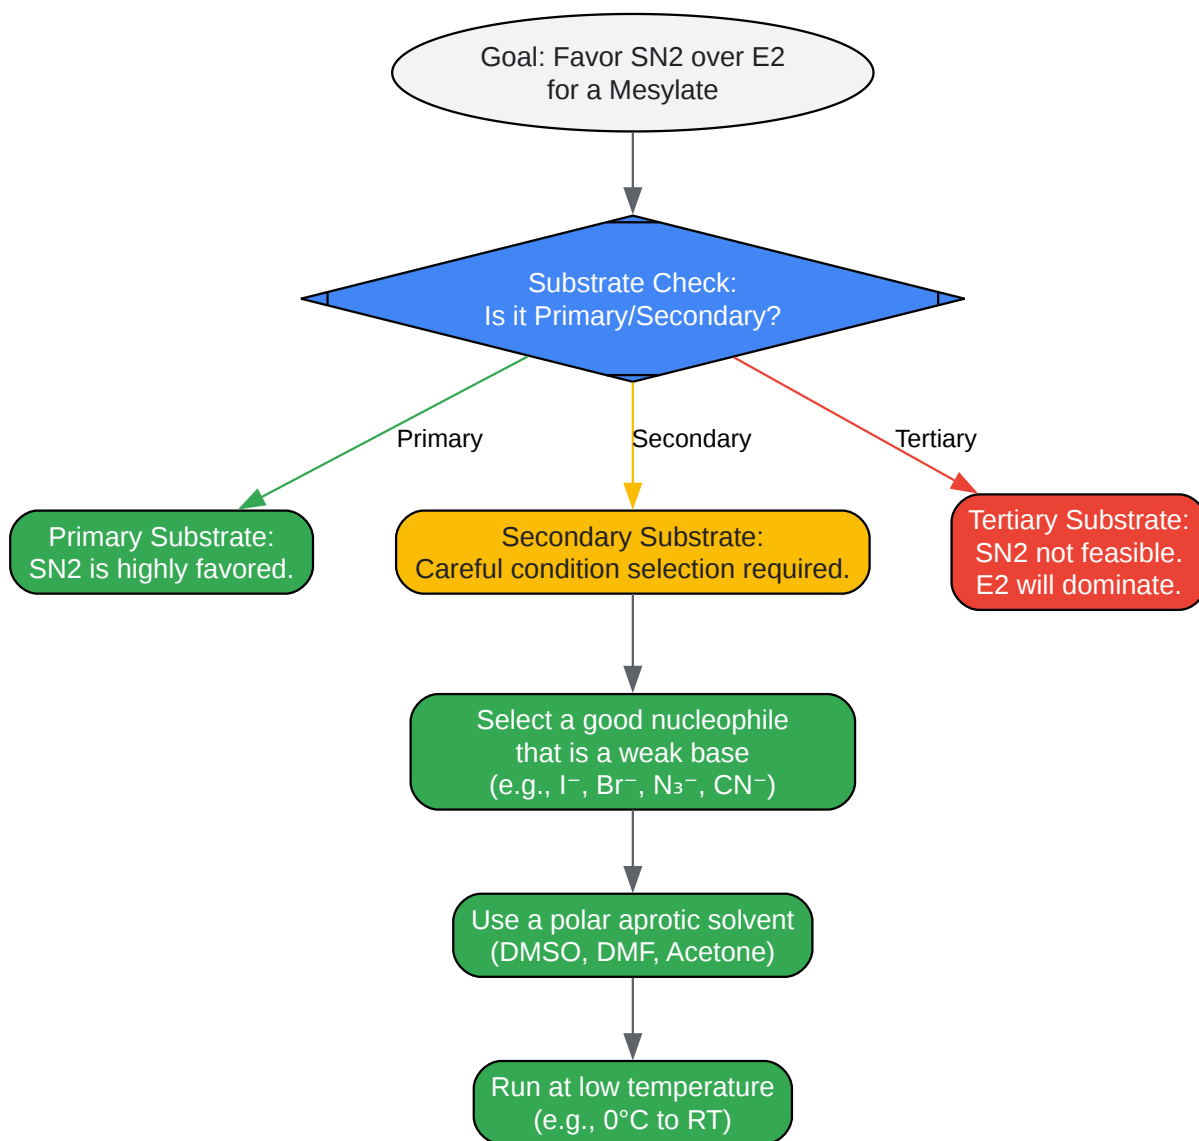 Goal: Favor SN2 over E2
for a Mesylate
Substrate Check:
Is it Primary/Secondary?
Primary
Secondary
Tertiary
Primary Substrate:
SN2 is highly favored.
Secondary Substrate:
Careful condition selection required.
Tertiary Substrate:
SN2 not feasible.
E2 will dominate.
Select a good nucleophile
that is a weak base
(e.g., I⁻, Br⁻, N₃⁻, CN⁻)
Use a polar aprotic solvent
(DMSO, DMF, Acetone)
Run at low temperature
(e.g., 0°C to RT)